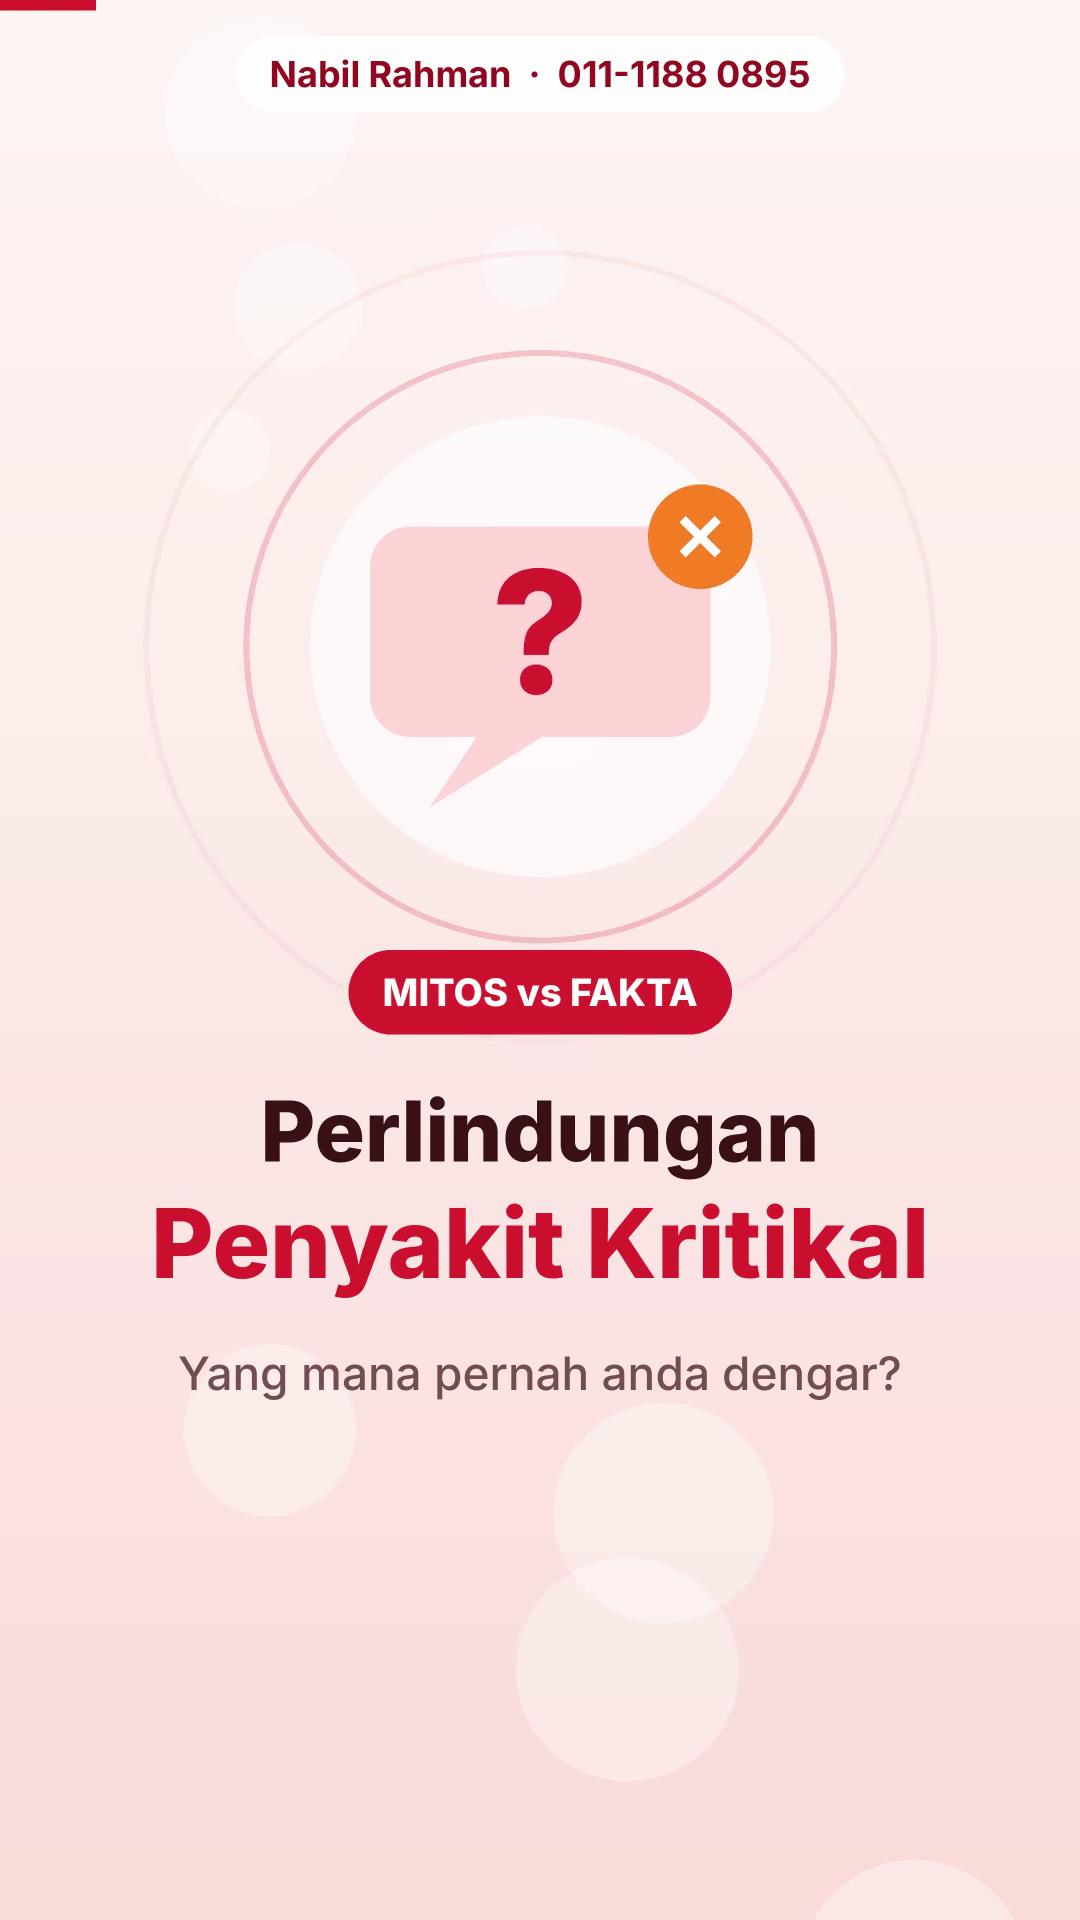 Nabil Rahman · 011-1188 0895
?
MITOS vs FAKTA
Perlindungan
Penyakit Kritikal
Yang mana pernah anda dengar?